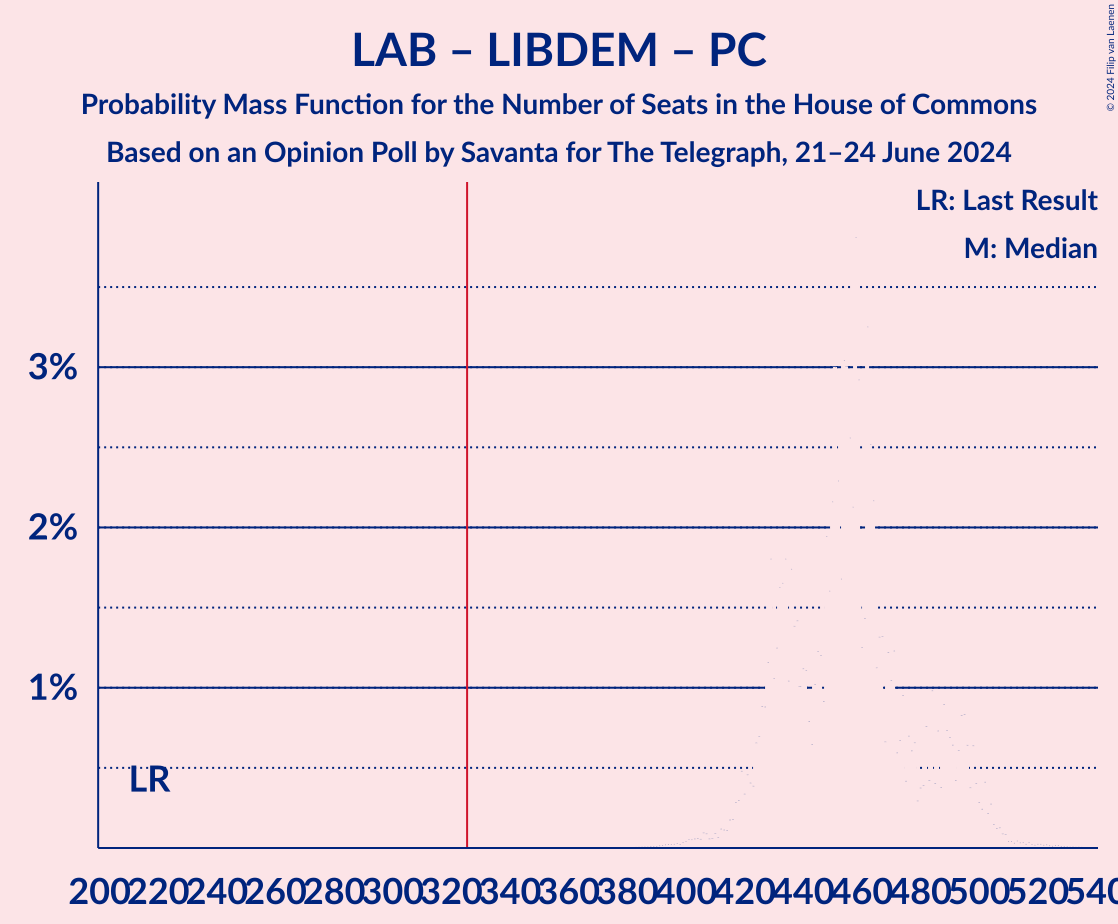 LAB – LIBDEM – PC
Probability Mass Function for the Number of Seats in the House of Commons
Based on an Opinion Poll by Savanta for The Telegraph, 21–24 June 2024
© 2024 Filip van Laenen
LR: Last Result
M: Median
3%
2%
1%
LR
200 220 240 260 280 300 320 340 360 380 400 420 440 460 480 500 520 540